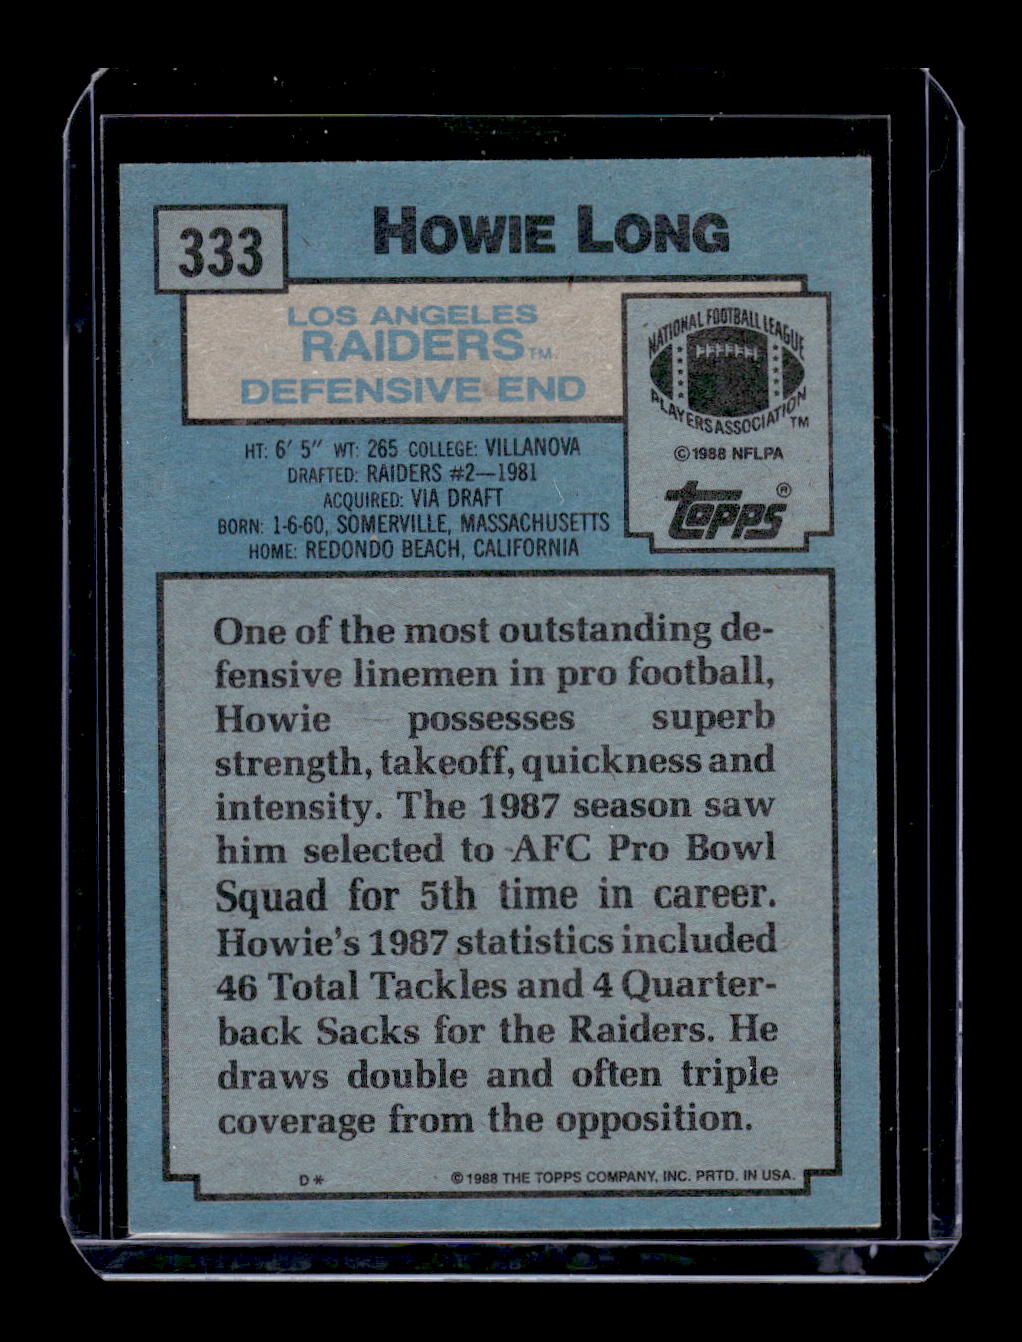 333
HOWIE LONG
LOS ANGELES
RAIDERS TM
DEFENSIVE END
NATIONAL FOOTBALL LEAGUE
PLAYERS ASSOCIATION TM
©1988 NFLPA
topps®
HT: 6' 5" WT: 265 COLLEGE: VILLANOVA
DRAFTED: RAIDERS #2—1981
ACQUIRED: VIA DRAFT
BORN: 1-6-60, SOMERVILLE, MASSACHUSETTS
HOME: REDONDO BEACH, CALIFORNIA
One of the most outstanding de-
fensive linemen in pro football,
Howie possesses superb
strength, takeoff, quickness and
intensity. The 1987 season saw
him selected to AFC Pro Bowl
Squad for 5th time in career.
Howie's 1987 statistics included
46 Total Tackles and 4 Quarter-
back Sacks for the Raiders. He
draws double and often triple
coverage from the opposition.
D* ©1988 THE TOPPS COMPANY, INC. PRTD. IN USA.